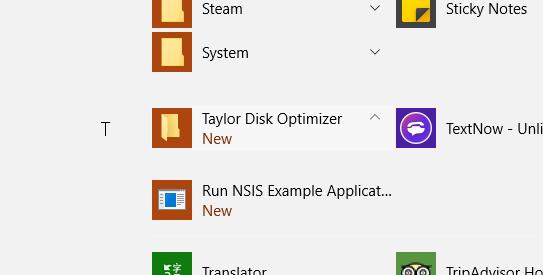 Steam
Sticky Notes
System
T
Taylor Disk Optimizer
New
TextNow - Unli
Run NSIS Example Applicat...
New
Translator
TripAdvisor Ho